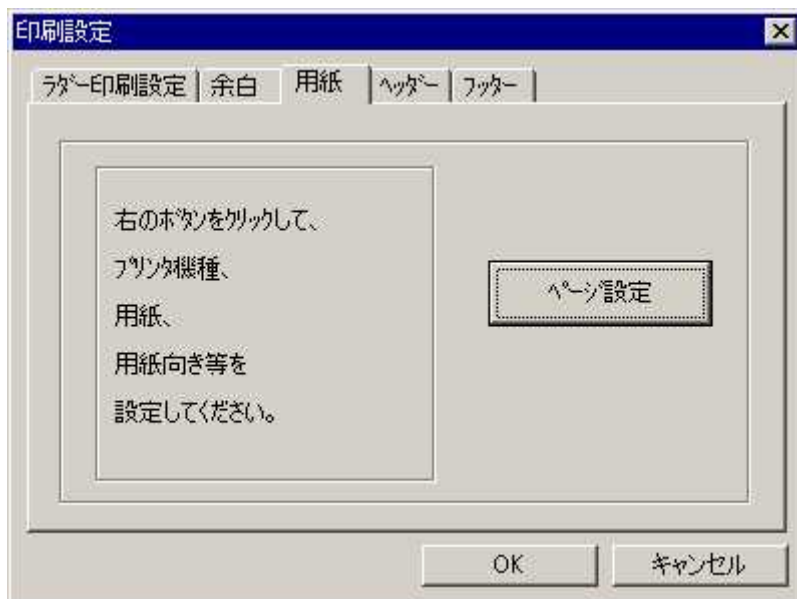 印刷設定
ﾗﾀﾞｰ印刷設定 余白 用紙 ﾍｯﾀﾞｰ ﾌｯﾀｰ
右のﾎﾞﾀﾝをｸﾘｯｸして、
ﾌﾟﾘﾝﾀ機種、
用紙、
用紙向き等を
設定してください。
ﾍﾟｰｼﾞ設定
OK キャンセル